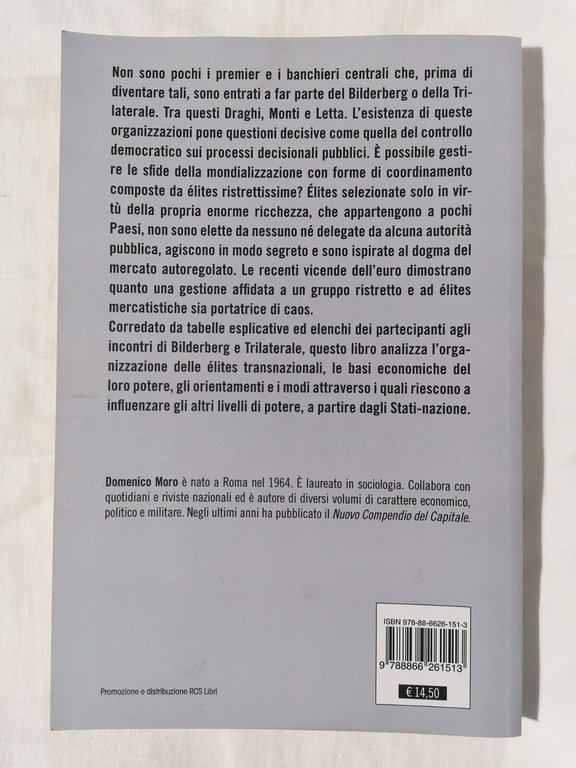 Non sono pochi i premier e i banchieri centrali che, prima di
diventare tali, sono entrati a far parte del Bilderberg o della Tri-
laterale. Tra questi Draghi, Monti e Letta. L'esistenza di queste
organizzazioni pone questioni decisive come quella del controllo
democratico sui processi decisionali pubblici. È possibile gesti-
re le sfide della mondializzazione con forme di coordinamento
composte da élites ristrettissime? Élites selezionate solo in vir-
tù della propria enorme ricchezza, che appartengono a pochi
Paesi, non sono elette da nessuno né delegate da alcuna autorità
pubblica, agiscono in modo segreto e sono ispirate al dogma del
mercato autoregolato. Le recenti vicende dell'euro dimostrano
quanto una gestione affidata a un gruppo ristretto e ad élites
mercatistiche sia portatrice di caos.
Corredato da tabelle esplicative ed elenchi dei partecipanti agli
incontri di Bilderberg e Trilaterale, questo libro analizza l'orga-
nizzazione delle élites transnazionali, le basi economiche del
loro potere, gli orientamenti e i modi attraverso i quali riescono a
influenzare gli altri livelli di potere, a partire dagli Stati-nazione.
Domenico Moro è nato a Roma nel 1964. È laureato in sociologia. Collabora con
quotidiani e riviste nazionali ed è autore di diversi volumi di carattere economico,
politico e militare. Negli ultimi anni ha pubblicato il Nuovo Compendio del Capitale.
ISBN 978-88-6626-151-3
9 788866 261513
€ 14,50
Promozione e distribuzione RCS Libri